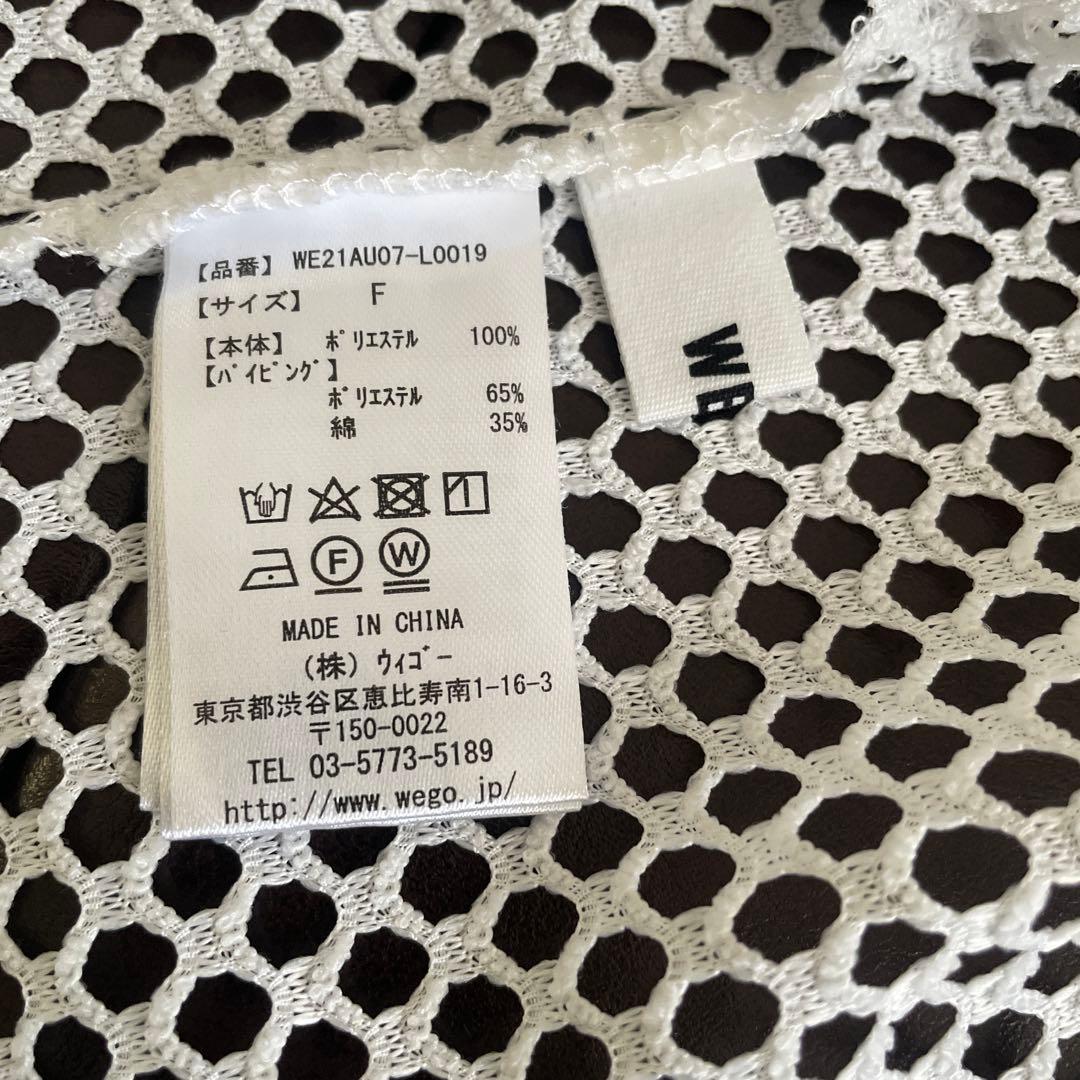 【品番】 WE21AU07-L0019
【サイズ】 F
【本体】 ﾎﾟﾘｴｽﾃﾙ 100%
【ﾊﾟｲﾋﾟﾝｸﾞ】
ﾎﾟﾘｴｽﾃﾙ 65%
綿 35%
F W
MADE IN CHINA
(株) ｳｨｺﾞｰ
東京都渋谷区恵比寿南1-16-3
〒150-0022
TEL 03-5773-5189
http://www.wego.jp/
WE